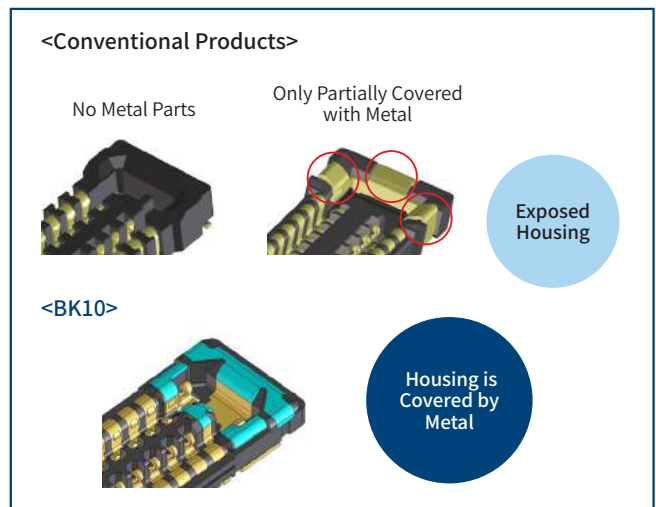 <Conventional Products>
No Metal Parts
Only Partially Covered
with Metal
Exposed
Housing
<BK10>
Housing is
Covered by
Metal